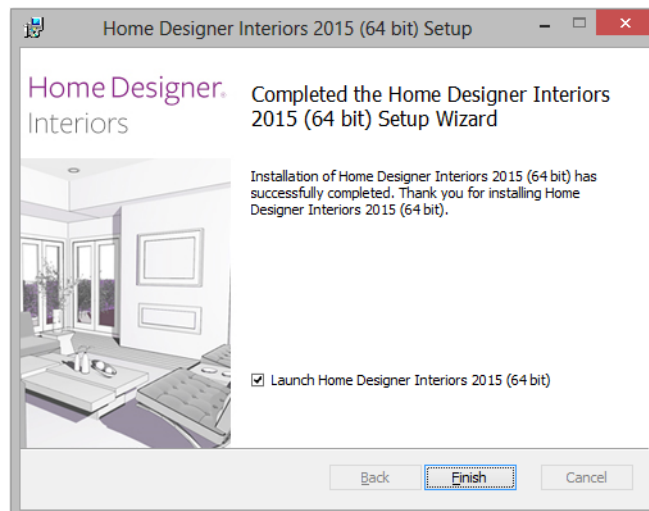 Home Designer Interiors 2015 (64 bit) Setup
Home Designer®
Interiors
Completed the Home Designer Interiors
2015 (64 bit) Setup Wizard
Installation of Home Designer Interiors 2015 (64 bit) has
successfully completed. Thank you for installing Home
Designer Interiors 2015 (64 bit).
Launch Home Designer Interiors 2015 (64 bit)
Back Finish Cancel